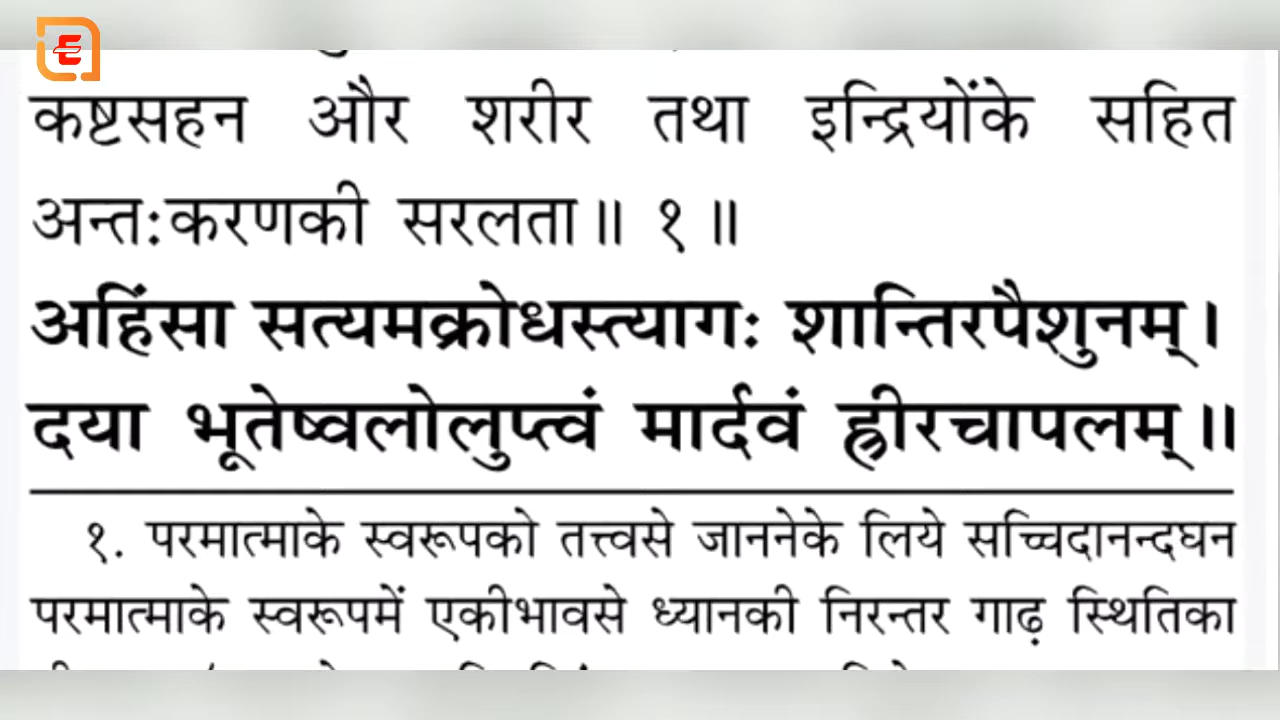 E
कष्टसहन और शरीर तथा इन्द्रियोंके सहित
अन्तःकरणकी सरलता॥ १॥
अहिंसा सत्यमक्रोधस्त्यागः शान्तिरपैशुनम्।
दया भूतेष्वलोलुप्त्वं मार्दवं ह्रीरचापलम्॥
१. परमात्माके स्वरूपको तत्त्वसे जाननेके लिये सच्चिदानन्दघन
परमात्माके स्वरूपमें एकीभावसे ध्यानकी निरन्तर गाढ़ स्थितिका